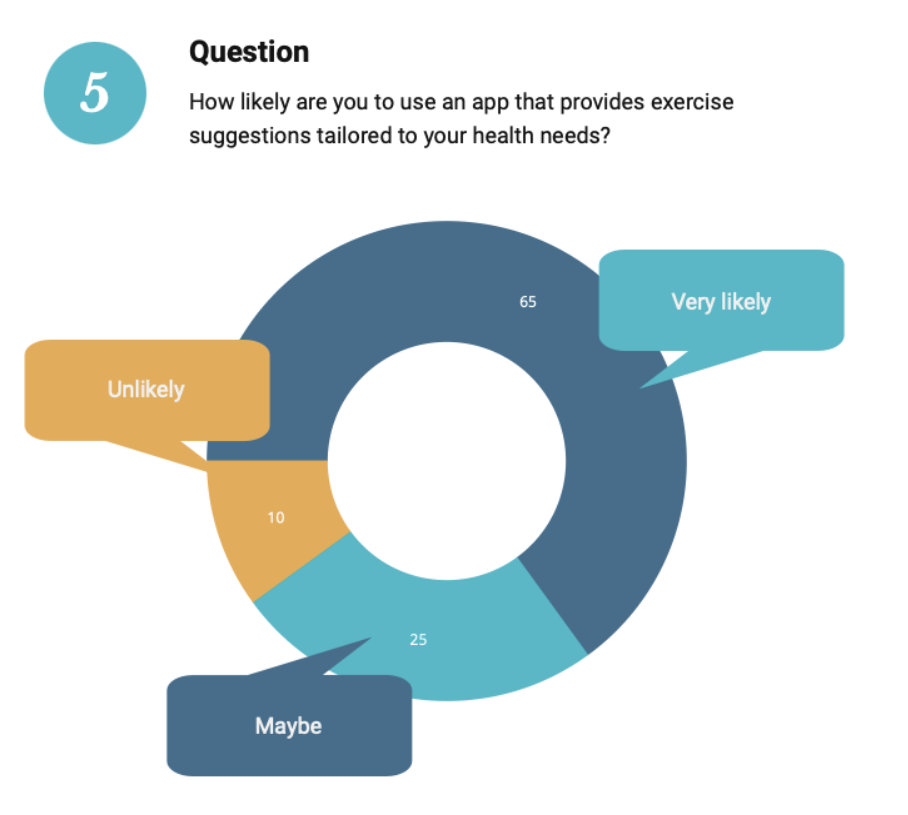 5
Question
How likely are you to use an app that provides exercise
suggestions tailored to your health needs?
65
Very likely
Unlikely
10
25
Maybe